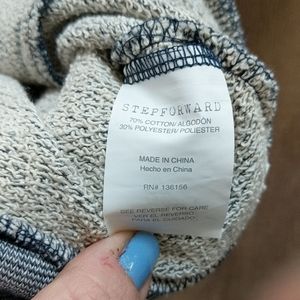 STEPFORWARD
70% COTTON/ ALGODÓN
30% POLYESTER/ POLIESTER
MADE IN CHINA
Hecho en China
RN# 136156
SEE REVERSE FOR CARE
VER EL REVERSO
PARA EL CUIDADO